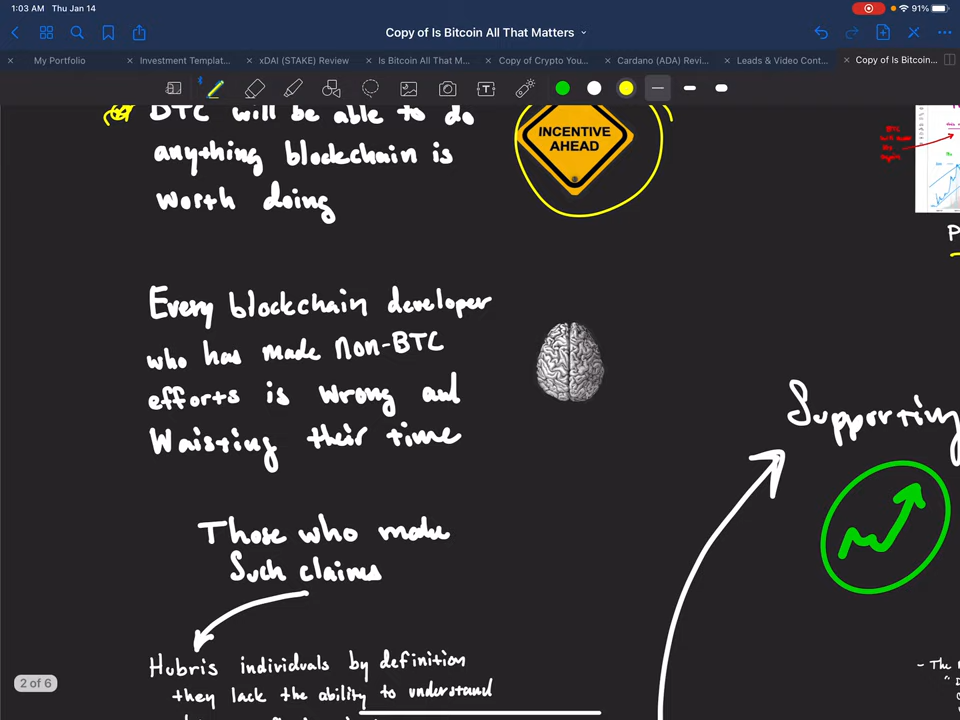 1:03 AM Thu Jan 14
91%
Copy of Is Bitcoin All That Matters
My Portfolio
Investment Templat...
xDAI (STAKE) Review
Is Bitcoin All That M...
Copy of Crypto You...
Cardano (ADA) Revi...
Leads & Video Cont...
Copy of Is Bitcoin...
BTC will be able to do
anything blockchain is
worth doing
INCENTIVE
AHEAD
Every blockchain developer
who has made Non-BTC
efforts is wrong and
Waisting their time
Supporting
Those who make
Such claims
Hubris individuals by definition
they lack the ability to understand
2 of 6
- The